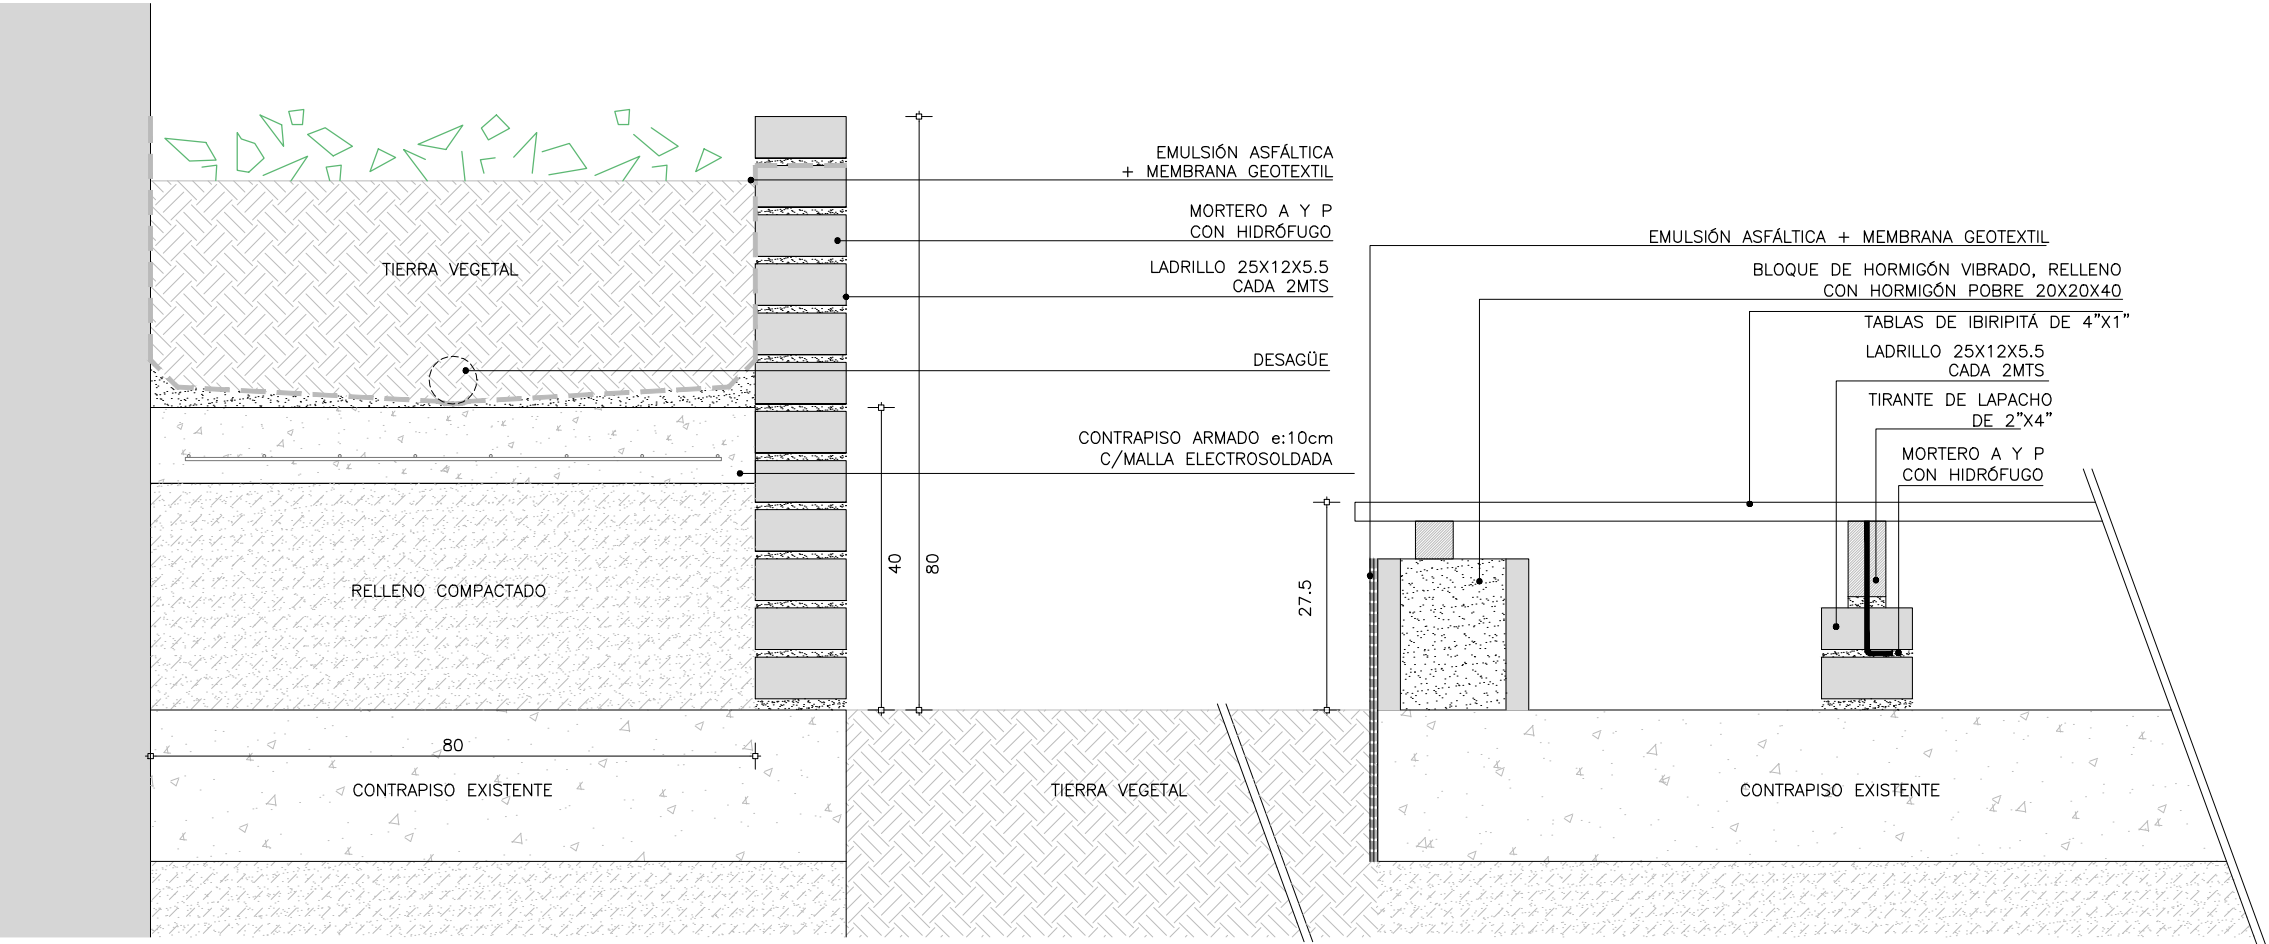 EMULSIÓN ASFÁLTICA
+ MEMBRANA GEOTEXTIL
MORTERO A Y P
CON HIDRÓFUGO
LADRILLO 25X12X5.5
CADA 2MTS
DESAGÜE
CONTRAPISO ARMADO e:10cm
C/MALLA ELECTROSOLDADA
TIERRA VEGETAL
RELLENO COMPACTADO
40
80
80
CONTRAPISO EXISTENTE
TIERRA VEGETAL
EMULSIÓN ASFÁLTICA + MEMBRANA GEOTEXTIL
BLOQUE DE HORMIGÓN VIBRADO, RELLENO
CON HORMIGÓN POBRE 20X20X40
TABLAS DE IBIRIPITÁ DE 4”X1”
LADRILLO 25X12X5.5
CADA 2MTS
TIRANTE DE LAPACHO
DE 2”X4”
MORTERO A Y P
CON HIDRÓFUGO
27.5
CONTRAPISO EXISTENTE